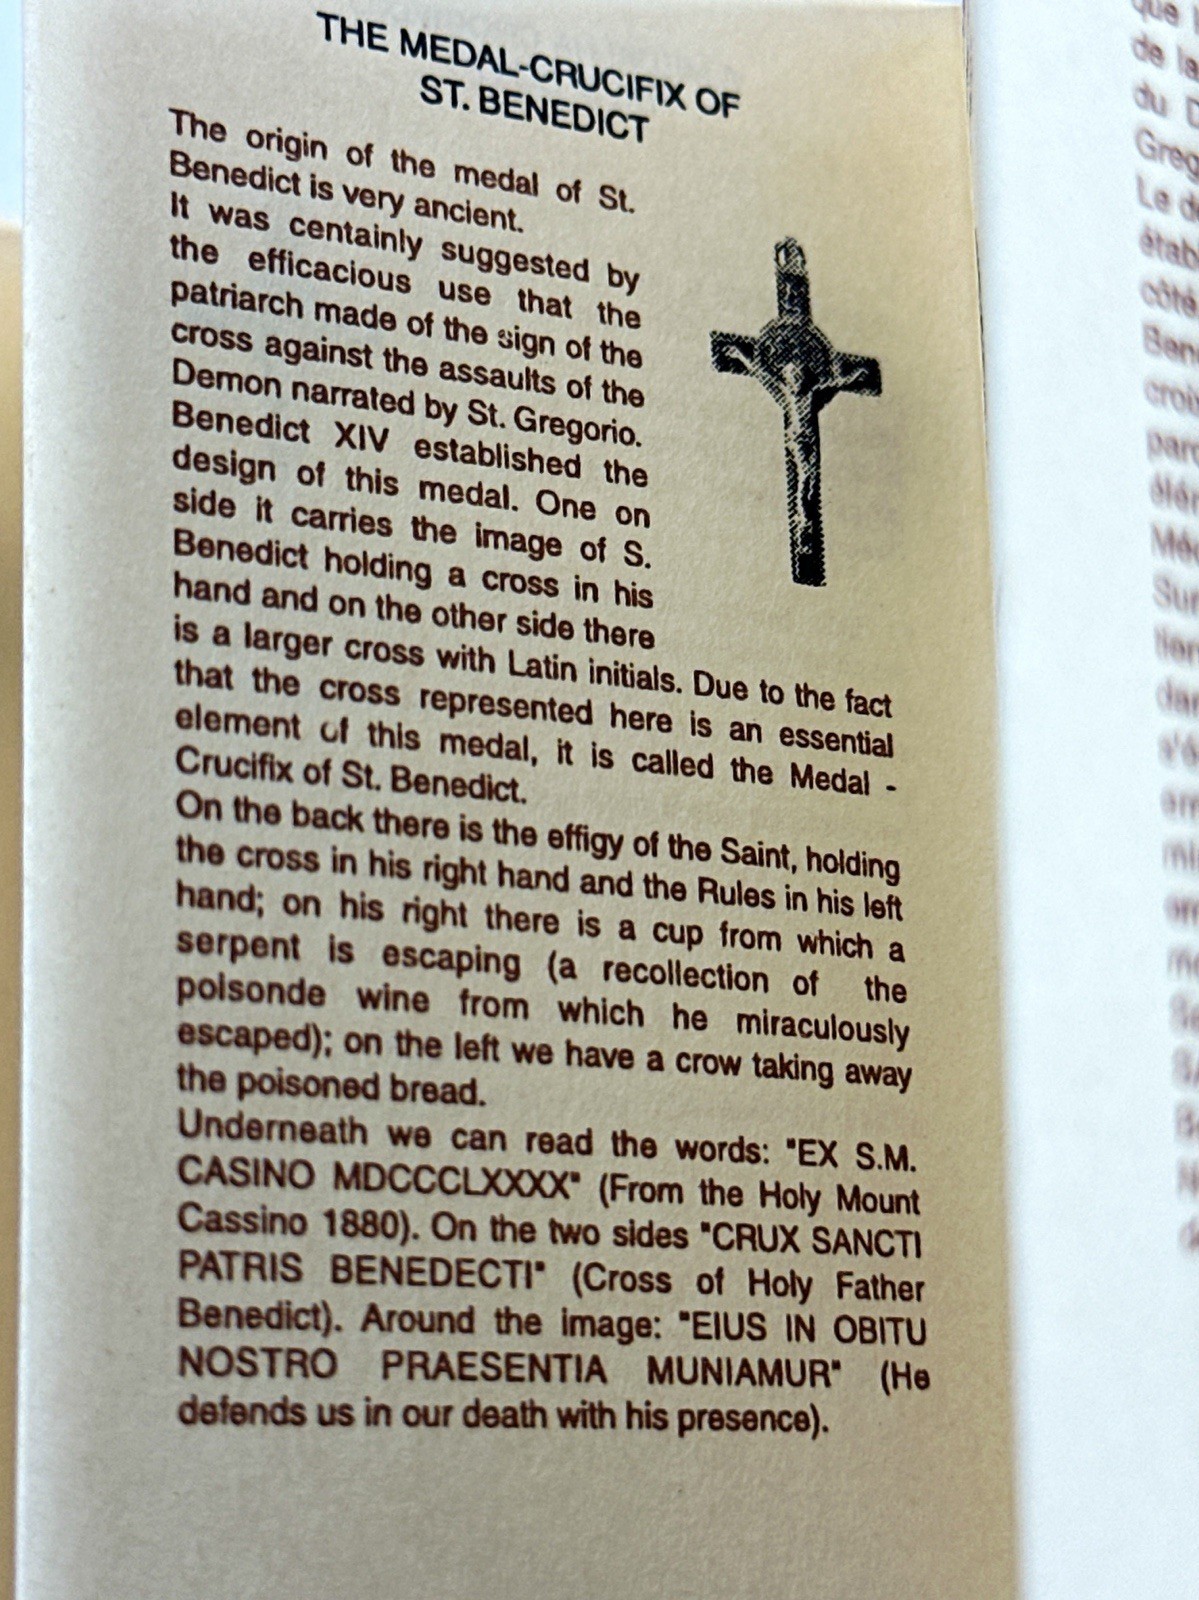 THE MEDAL-CRUCIFIX OF
ST. BENEDICT
The origin of the medal of St.
Benedict is very ancient.
It was centainly suggested by
the efficacious use that the
patriarch made of the sign of the
cross against the assaults of the
Demon narrated by St. Gregorio.
Benedict XIV established the
design of this medal. One on
side it carries the image of S.
Benedict holding a cross in his
hand and on the other side there
is a larger cross with Latin initials. Due to the fact
that the cross represented here is an essential
element of this medal, it is called the Medal -
Crucifix of St. Benedict.
On the back there is the effigy of the Saint, holding
the cross in his right hand and the Rules in his left
hand; on his right there is a cup from which a
serpent is escaping (a recollection of the
poisonde wine from which he miraculously
escaped); on the left we have a crow taking away
the poisoned bread.
Underneath we can read the words: "EX S.M.
CASINO MDCCCLXXXX" (From the Holy Mount
Cassino 1880). On the two sides "CRUX SANCTI
PATRIS BENEDECTI" (Cross of Holy Father
Benedict). Around the image: "EIUS IN OBITU
NOSTRO PRAESENTIA MUNIAMUR" (He
defends us in our death with his presence).
que
de la
du
Le